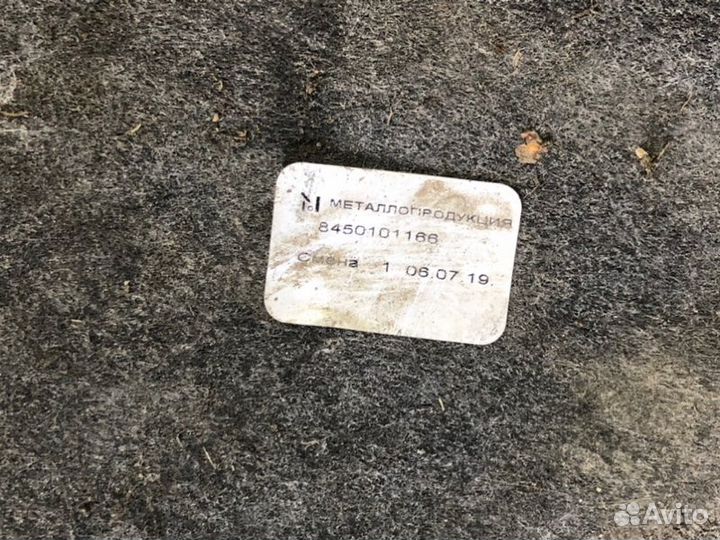 МЕТАЛЛОПРОДУКЦИЯ
8450101166
Смена 1 06.07.19.
Avito